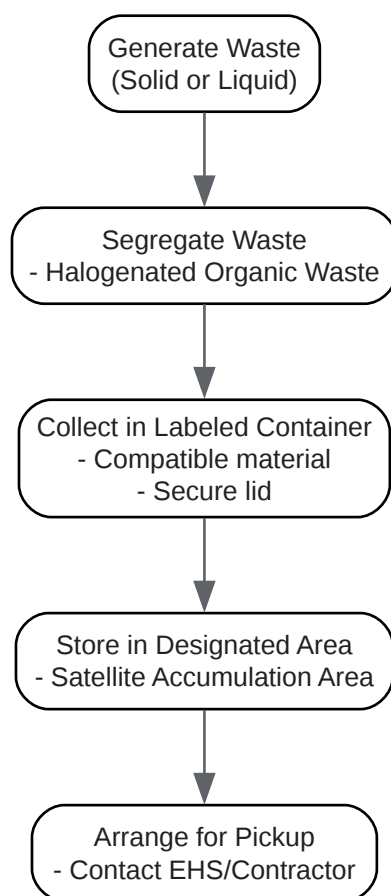 Generate Waste
(Solid or Liquid)
Segregate Waste
- Halogenated Organic Waste
Collect in Labeled Container
- Compatible material
- Secure lid
Store in Designated Area
- Satellite Accumulation Area
Arrange for Pickup
- Contact EHS/Contractor